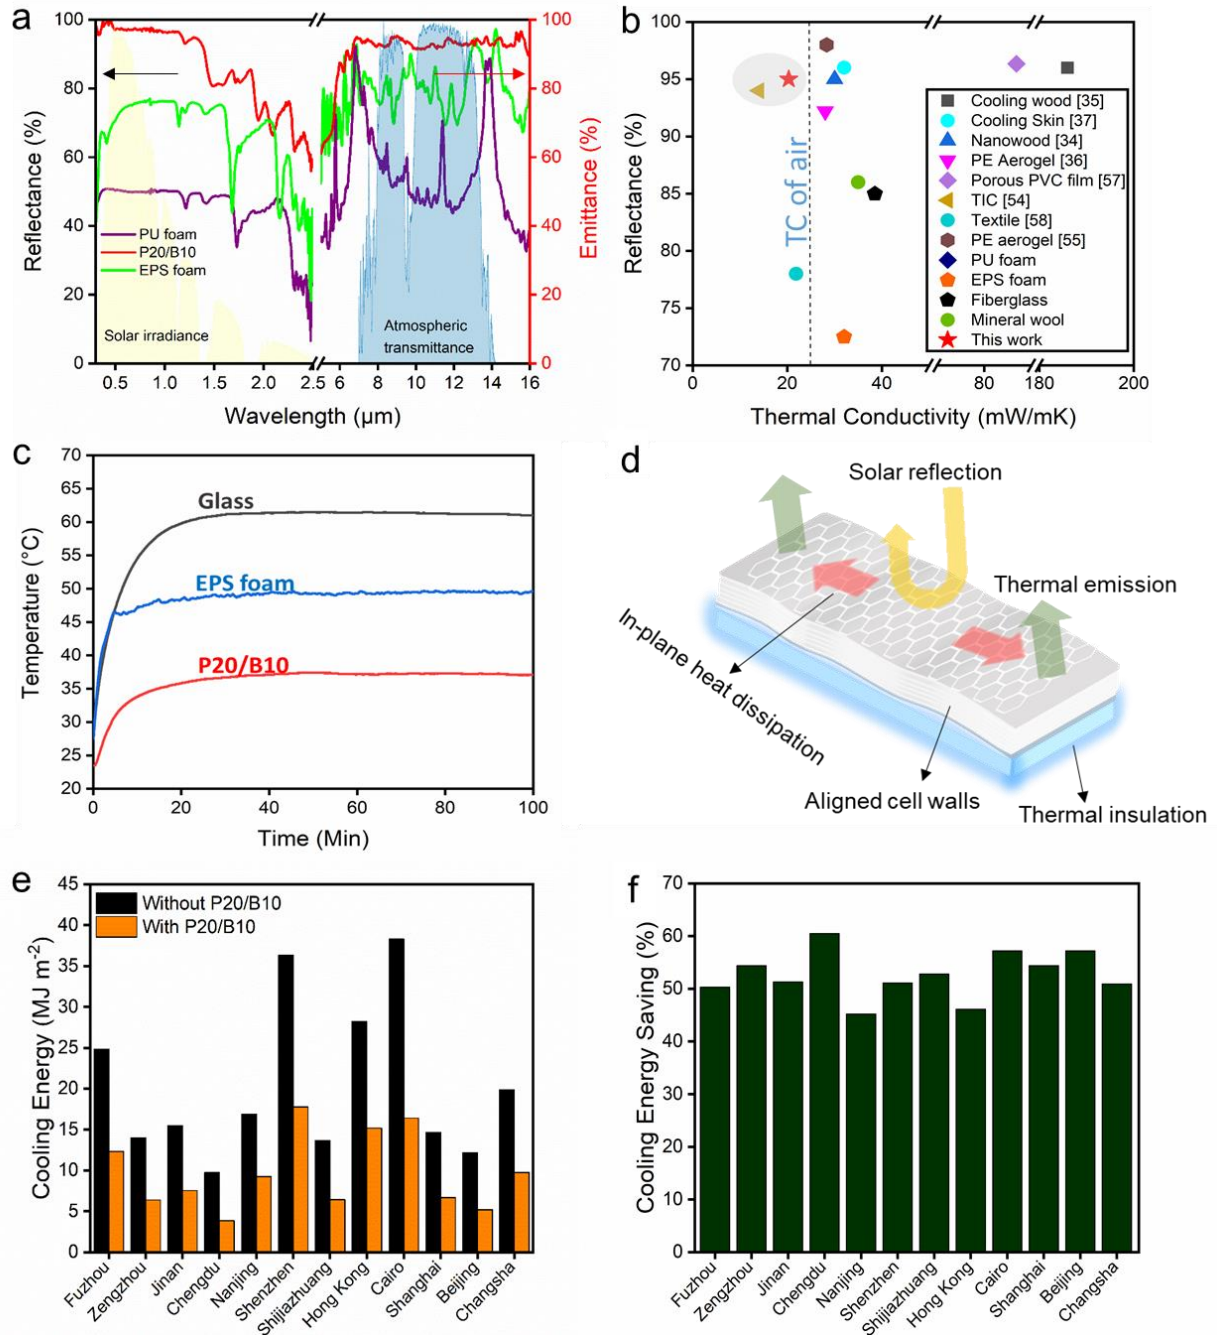 a
100
80
60
40
20
0
Reflectance (%)
PU foam
P20/B10
EPS foam
Solar irradiance
Atmospheric
transmittance
100
80
60
40
20
0
Emittance (%)
0.5 1.0 1.5 2.0 2.5 6 8 10 12 14 16
Wavelength (μm)
b
100
95
90
85
80
75
70
Reflectance (%)
TC of air
Cooling wood [35]
Cooling Skin [37]
Nanowood [34]
PE Aerogel [36]
Porous PVC film [57]
TIC [54]
Textile [58]
PE aerogel [55]
PU foam
EPS foam
Fiberglass
Mineral wool
This work
0 20 40 80 180 200
Thermal Conductivity (mW/mK)
c
70
65
60
55
50
45
40
35
30
25
20
Temperature (°C)
Glass
EPS foam
P20/B10
0 20 40 60 80 100
Time (Min)
d
Solar reflection
Thermal emission
In-plane
heat dissipation
Aligned cell walls
Thermal insulation
e
45
40
35
30
25
20
15
10
5
0
Cooling Energy (MJ m⁻²)
Without P20/B10
With P20/B10
Fuzhou
Zengzhou
Jinan
Chengdu
Nanjing
Shenzhen
Shijiazhuang
Hong Kong
Cairo
Shanghai
Beijing
Changsha
f
70
60
50
40
30
20
10
0
Cooling Energy Saving (%)
Fuzhou
Zengzhou
Jinan
Chengdu
Nanjing
Shenzhen
Shijiazhuang
Hong Kong
Cairo
Shanghai
Beijing
Changsha